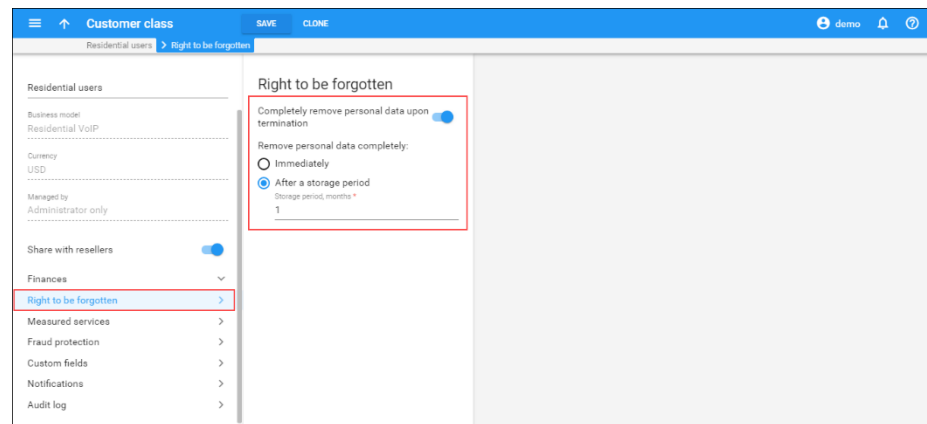 Customer class
SAVE
CLONE
demo
Residential users
Right to be forgotten
Residential users
Business model
Residential VoIP
Currency
USD
Managed by
Administrator only
Share with resellers
Finances
Right to be forgotten
Measured services
Fraud protection
Custom fields
Notifications
Audit log
Right to be forgotten
Completely remove personal data upon
termination
Remove personal data completely:
Immediately
After a storage period
Storage period, months *
1